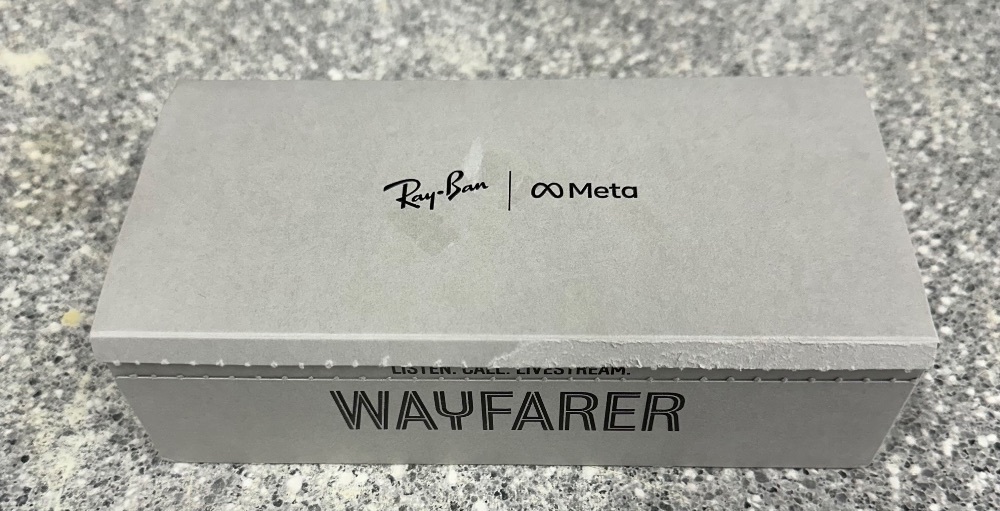 Ray-Ban | Meta
LISTEN. CALL. LIVESTREAM.
WAYFARER